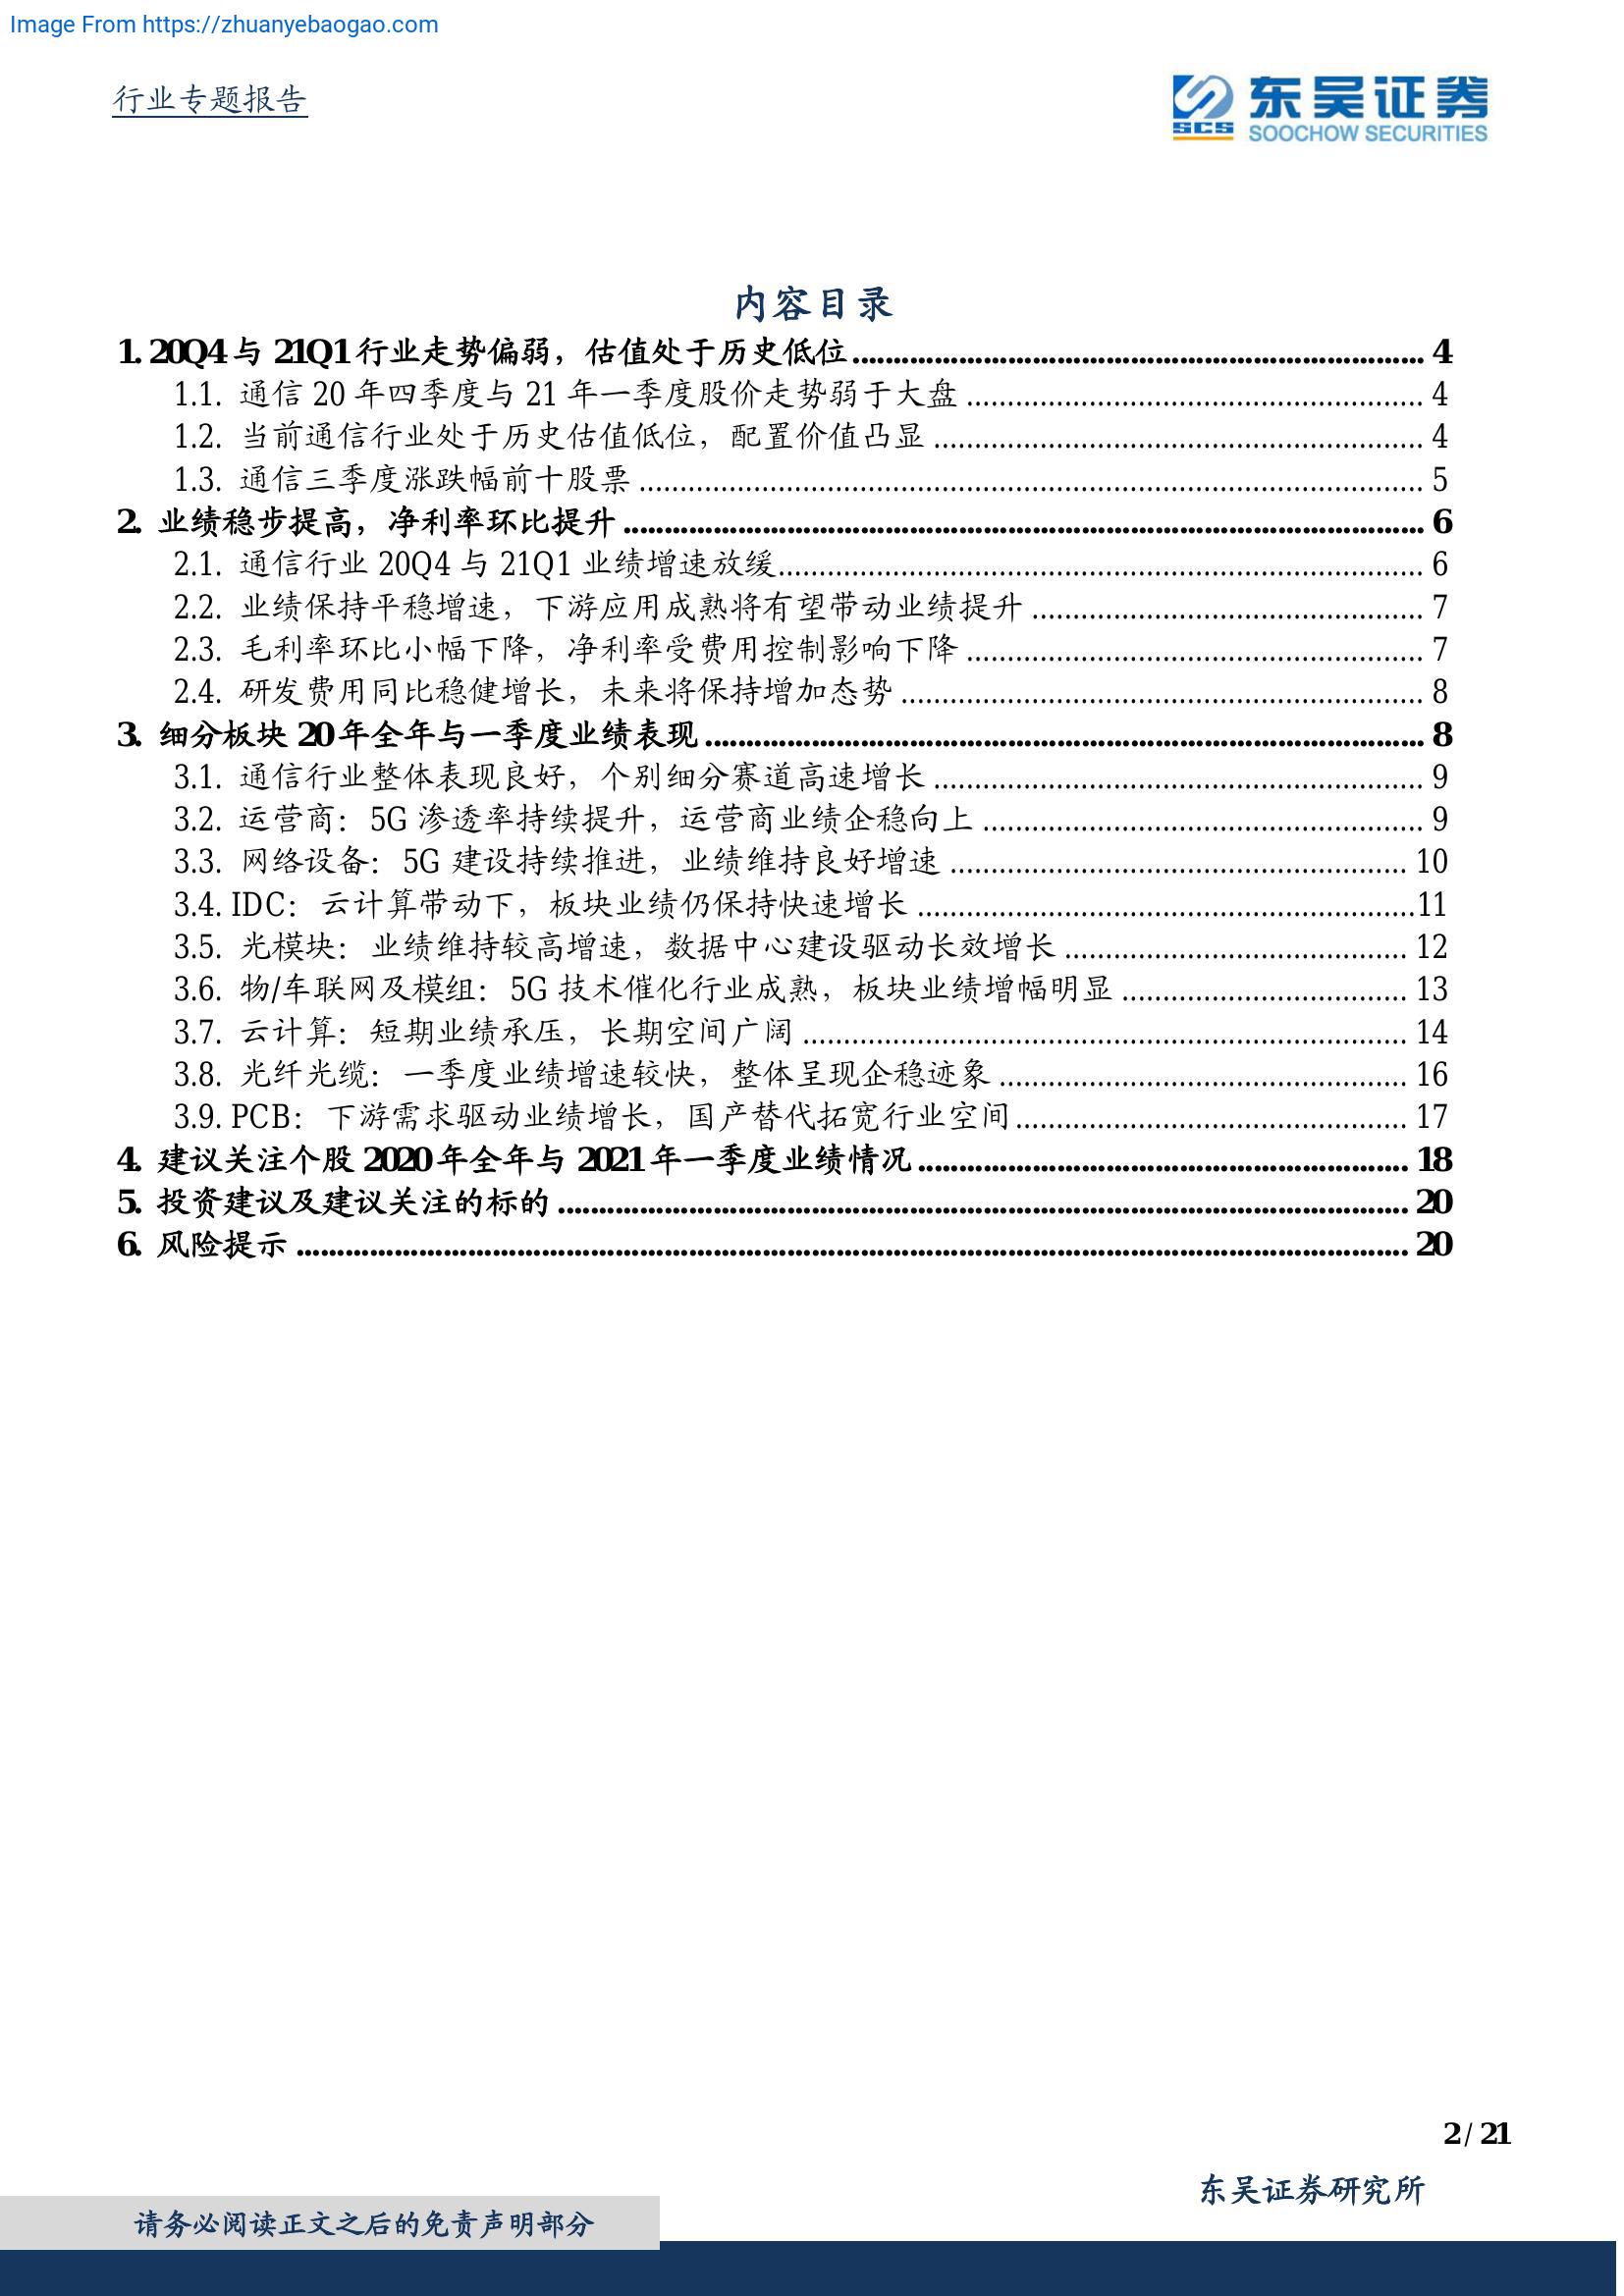 Image From https://zhuanyebaogao.com
行业专题报告
SCS 东吴证券
SOOCHOW SECURITIES
内容目录
1. 20Q4 与 21Q1 行业走势偏弱，估值处于历史低位 4
1.1. 通信 20 年四季度与 21 年一季度股价走势弱于大盘 4
1.2. 当前通信行业处于历史估值低位，配置价值凸显 4
1.3. 通信三季度涨跌幅前十股票 5
2. 业绩稳步提高，净利率环比提升 6
2.1. 通信行业 20Q4 与 21Q1 业绩增速放缓 6
2.2. 业绩保持平稳增速，下游应用成熟将有望带动业绩提升 7
2.3. 毛利率环比小幅下降，净利率受费用控制影响下降 7
2.4. 研发费用同比稳健增长，未来将保持增加态势 8
3. 细分板块 20 年全年与一季度业绩表现 8
3.1. 通信行业整体表现良好，个别细分赛道高速增长 9
3.2. 运营商：5G 渗透率持续提升，运营商业绩企稳向上 9
3.3. 网络设备：5G 建设持续推进，业绩维持良好增速 10
3.4. IDC：云计算带动下，板块业绩仍保持快速增长 11
3.5. 光模块：业绩维持较高增速，数据中心建设驱动长效增长 12
3.6. 物/车联网及模组：5G 技术催化行业成熟，板块业绩增幅明显 13
3.7. 云计算：短期业绩承压，长期空间广阔 14
3.8. 光纤光缆：一季度业绩增速较快，整体呈现企稳迹象 16
3.9. PCB：下游需求驱动业绩增长，国产替代拓宽行业空间 17
4. 建议关注个股 2020 年全年与 2021 年一季度业绩情况 18
5. 投资建议及建议关注的标的 20
6. 风险提示 20
2 / 21
东吴证券研究所
请务必阅读正文之后的免责声明部分